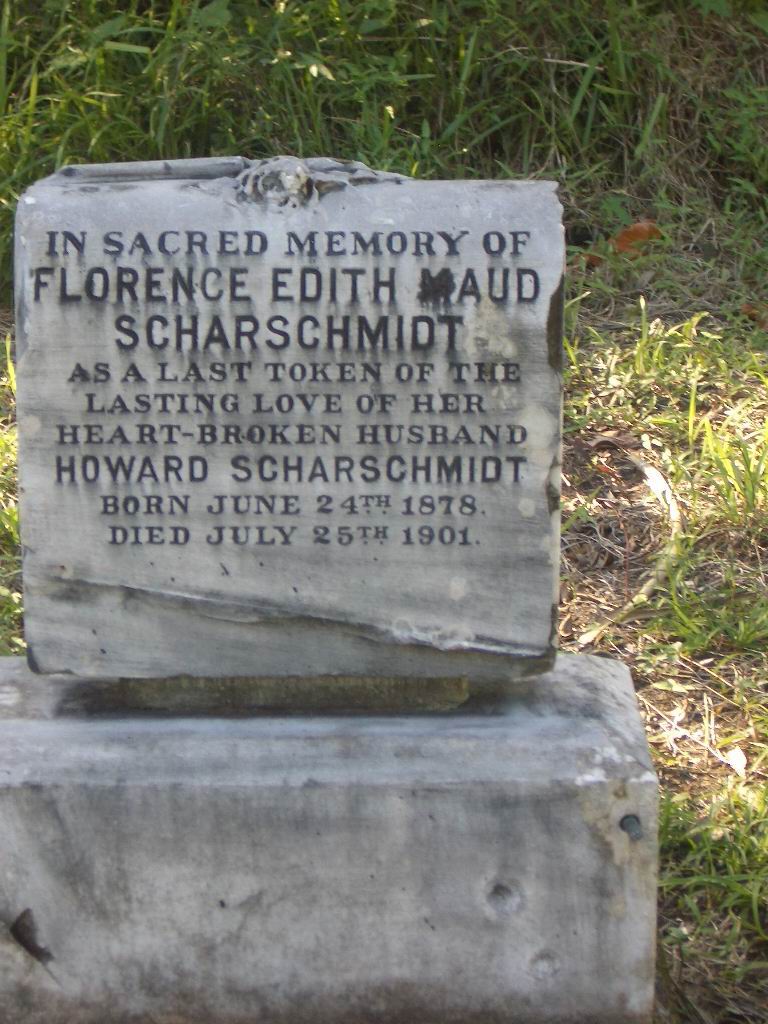 IN SACRED MEMORY OF
FLORENCE EDITH MAUD
SCHARSCHMIDT
AS A LAST TOKEN OF THE
LASTING LOVE OF HER
HEART-BROKEN HUSBAND
HOWARD SCHARSCHMIDT
BORN JUNE 24TH 1878.
DIED JULY 25TH 1901.